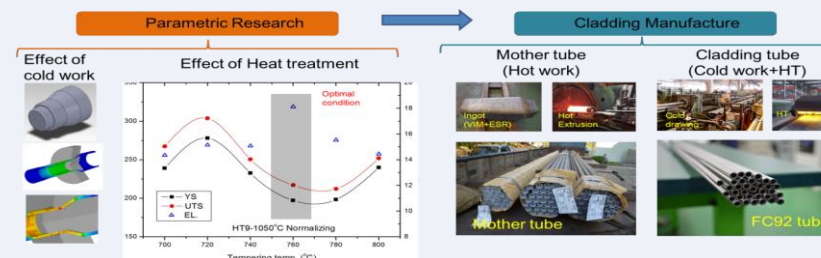 Parametric Research
Cladding Manufacture
Effect of
cold work
Effect of Heat treatment
Optimal
condition
300
250
200
150
18
16
14
12
10
8
YS
UTS
EL.
HT9-1050°C Normalizing
700
720
740
760
780
800
Tempering temp. (°C)
Mother tube
(Hot work)
Ingot
(VIM+ESR)
Hot
Extrusion
Mother tube
Cladding tube
(Cold work+HT)
Cold
drawing
HT
FC92 tub